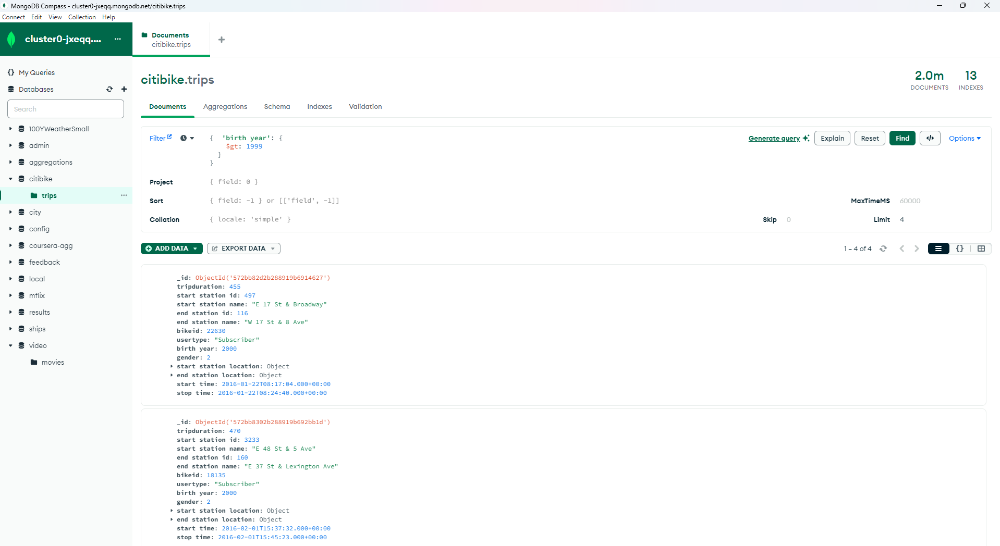 MongoDB Compass - cluster0-jxeqq.mongodb.net/citibike.trips
Connect Edit View Collection Help
cluster0-jxeqq.... ...
Documents
citibike.trips
My Queries
Databases
Search
100YWeatherSmall
admin
aggregations
citibike
trips
city
config
coursera-agg
feedback
local
mflix
results
ships
video
movies
citibike.trips
2.0m
DOCUMENTS
13
INDEXES
Documents Aggregations Schema Indexes Validation
Filter
{  'birth year': {
$gt: 1999
}
}
Generate query Explain Reset Find </> Options
Project { field: 0 }
Sort { field: -1 } or [['field', -1]]
MaxTimeMS 60000
Collation { locale: 'simple' }
Skip 0
Limit 4
ADD DATA EXPORT DATA
1 – 4 of 4
_id: ObjectId('572bb82d2b288919b6914627')
tripduration: 455
start station id: 497
start station name: "E 17 St & Broadway"
end station id: 116
end station name: "W 17 St & 8 Ave"
bikeid: 22630
usertype: "Subscriber"
birth year: 2000
gender: 2
start station location: Object
end station location: Object
start time: 2016-01-22T08:17:04.000+00:00
stop time: 2016-01-22T08:24:40.000+00:00
_id: ObjectId('572bb8302b288919b692bb1d')
tripduration: 470
start station id: 3233
start station name: "E 48 St & 5 Ave"
end station id: 160
end station name: "E 37 St & Lexington Ave"
bikeid: 18135
usertype: "Subscriber"
birth year: 2000
gender: 2
start station location: Object
end station location: Object
start time: 2016-02-01T15:37:32.000+00:00
stop time: 2016-02-01T15:45:23.000+00:00